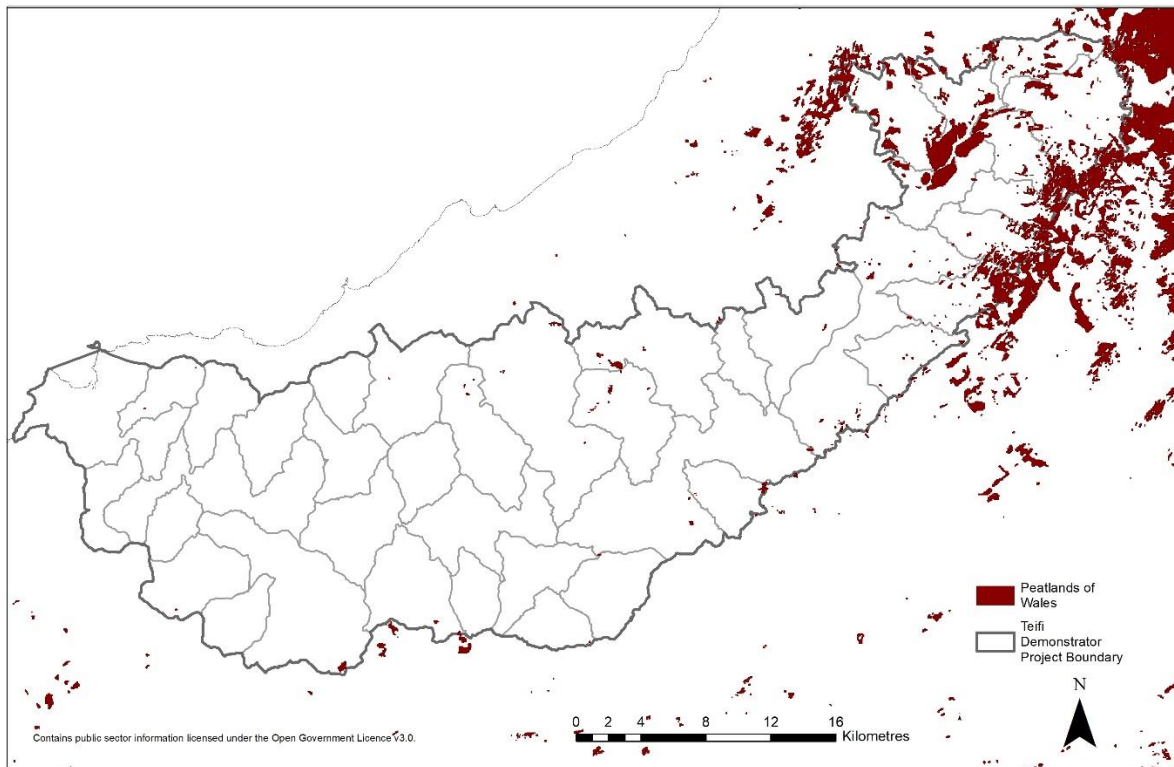 Peatlands of
Wales
Teifi
Demonstrator
Project Boundary
N
0 2 4 8 12 16
Kilometres
Contains public sector information licensed under the Open Government Licence v3.0.